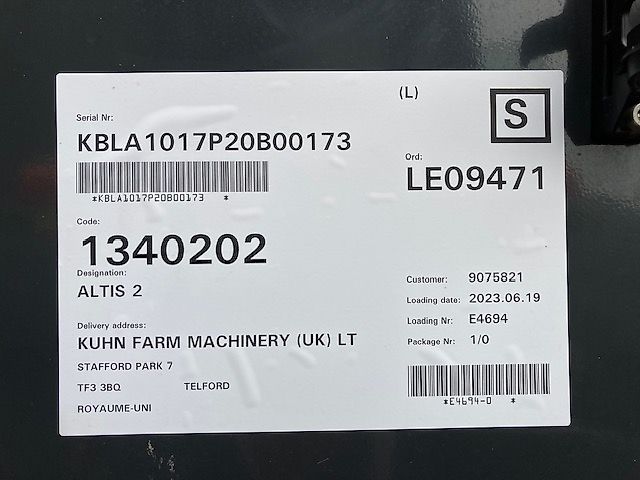 (L)
S
Serial Nr:
KBLA1017P20B00173
*KBLA1017P20B00173 *
Ord:
LE09471
Code:
1340202
Designation:
ALTIS 2
Customer: 9075821
Loading date: 2023.06.19
Loading Nr: E4694
Package Nr: 1/0
*E4694-0 *
Delivery address:
KUHN FARM MACHINERY (UK) LT
STAFFORD PARK 7
TF3 3BQ TELFORD
ROYAUME-UNI